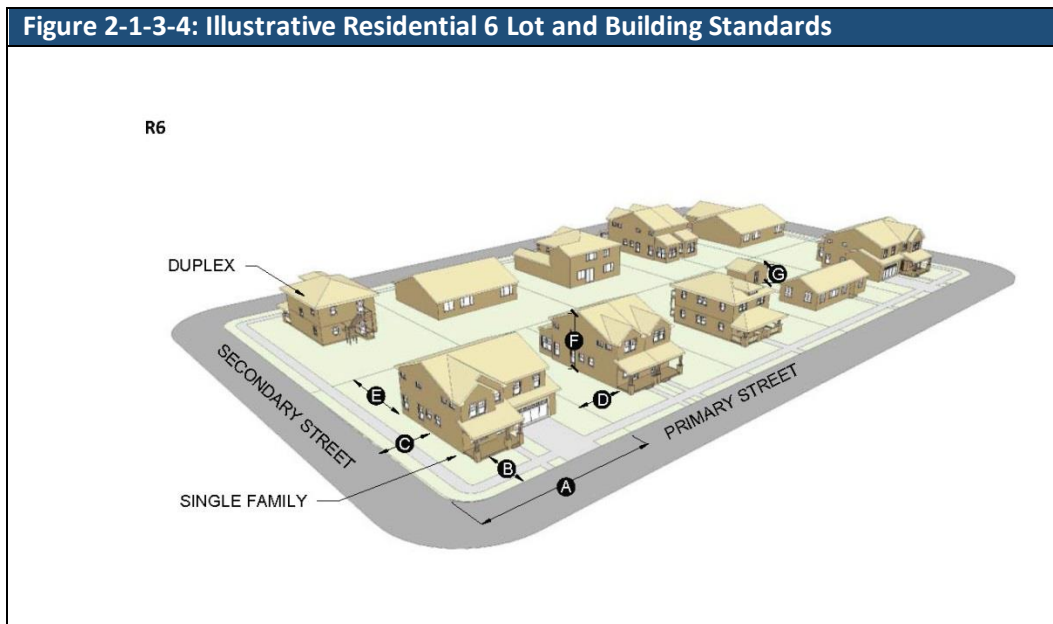 Figure 2-1-3-4: Illustrative Residential 6 Lot and Building Standards
R6
DUPLEX
G
F
SECONDARY STREET
E
D
PRIMARY STREET
C
B
SINGLE FAMILY
A